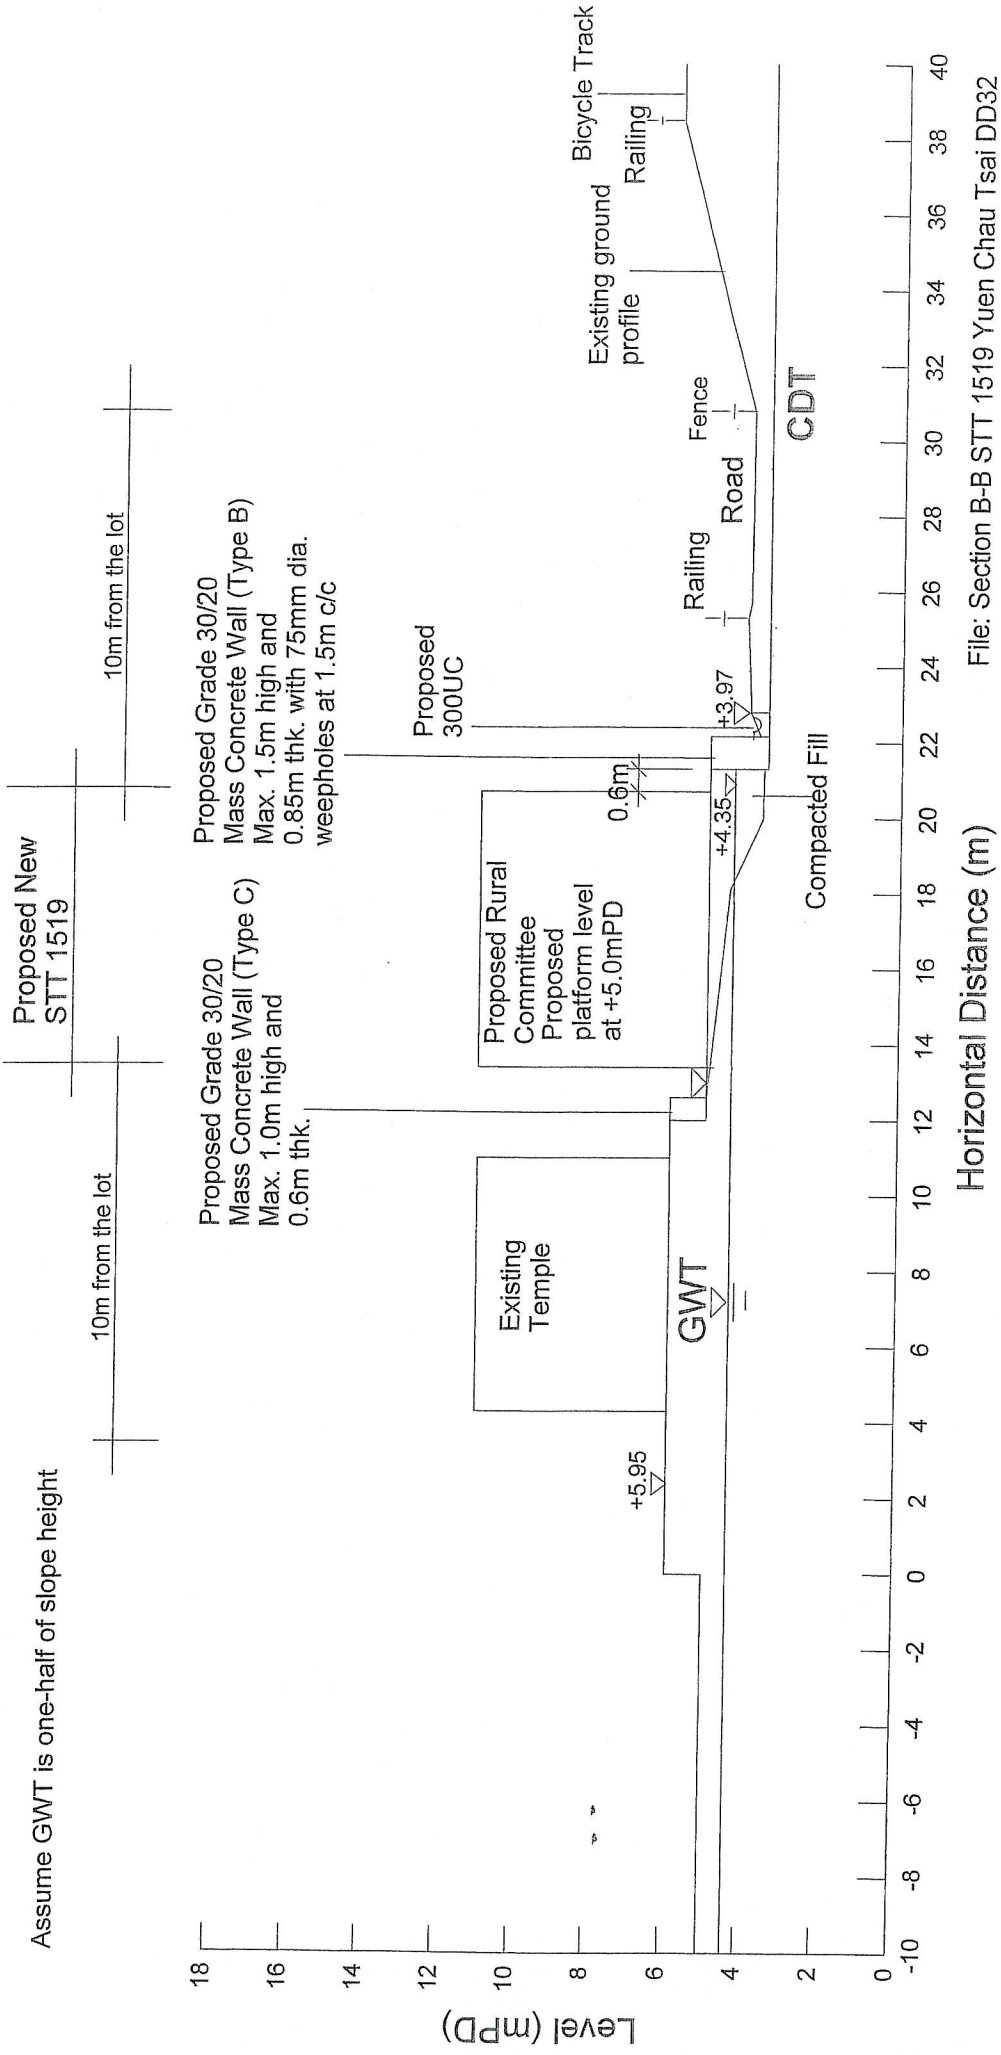 Assume GWT is one-half of slope height
Proposed New
STT 1519
10m from the lot
10m from the lot
Proposed Grade 30/20
Mass Concrete Wall (Type C)
Max. 1.0m high and
0.6m thk.
Proposed Grade 30/20
Mass Concrete Wall (Type B)
Max. 1.5m high and
0.85m thk. with 75mm dia.
weepholes at 1.5m c/c
Proposed
300UC
Existing
Temple
Proposed Rural
Committee
Proposed
platform level
at +5.0mPD
0.6m
+5.95
GWT
+4.35
+3.97
Compacted Fill
Railing
Road
Fence
CDT
Existing ground
profile
Railing
Bicycle Track
Level (mPD)
18
16
14
12
10
8
6
4
2
0
-10
-8
-6
-4
-2
0
2
4
6
8
10
12
14
16
18
20
22
24
26
28
30
32
34
36
38
40
Horizontal Distance (m)
File: Section B-B STT 1519 Yuen Chau Tsai DD32